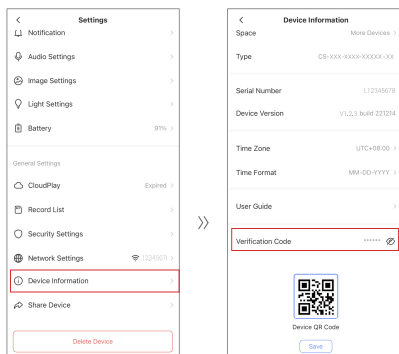 Settings
Notification
Audio Settings
Image Settings
Light Settings
Battery 91%
General Settings
CloudPlay Expired
Record List
Security Settings
Network Settings
Device Information
Share Device
Delete Device
Device Information
Space More Devices
Type CS-XXX-XXXX-XXXXX-XX
Serial Number L12345678
Device Version V1.2.3 build 221214
Time Zone UTC+08:00
Time Format MM-DD-YYYY
User Guide
Verification Code ******
Device QR Code
Save